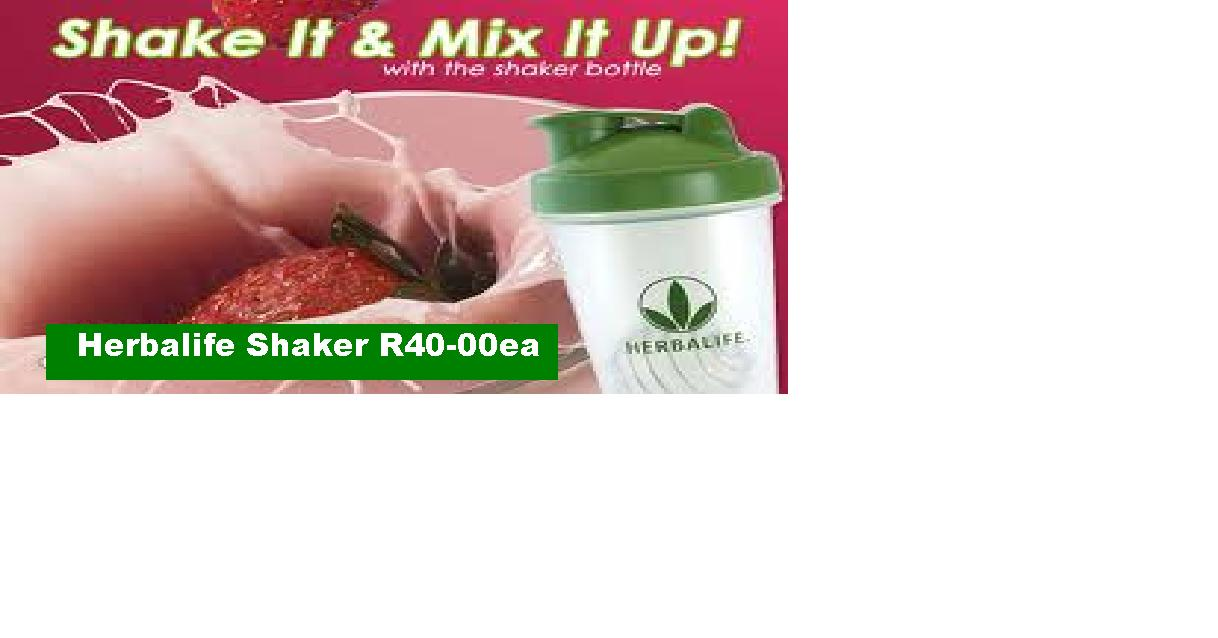 Shake It & Mix It Up!
with the shaker bottle
HERBALIFE.
Herbalife Shaker R40-00ea